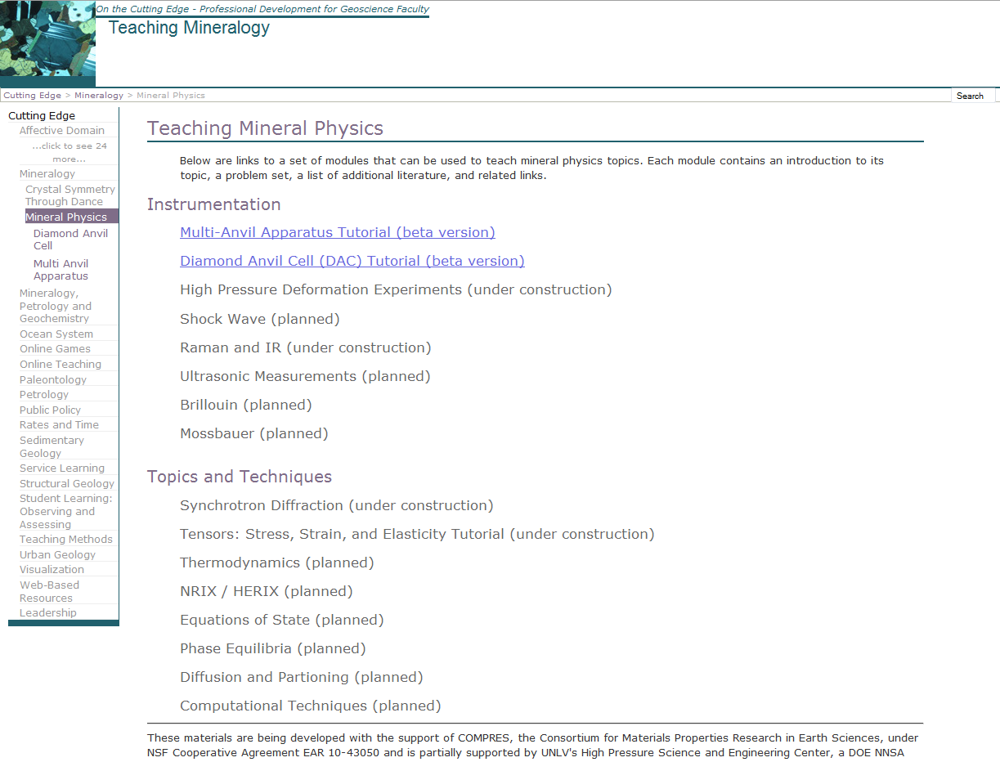 On the Cutting Edge - Professional Development for Geoscience Faculty
Teaching Mineralogy
Cutting Edge > Mineralogy > Mineral Physics
Search
Cutting Edge
Affective Domain
...click to see 24
more...
Mineralogy
Crystal Symmetry
Through Dance
Mineral Physics
Diamond Anvil
Cell
Multi Anvil
Apparatus
Mineralogy,
Petrology and
Geochemistry
Ocean System
Online Games
Online Teaching
Paleontology
Petrology
Public Policy
Rates and Time
Sedimentary
Geology
Service Learning
Structural Geology
Student Learning:
Observing and
Assessing
Teaching Methods
Urban Geology
Visualization
Web-Based
Resources
Leadership
Teaching Mineral Physics
Below are links to a set of modules that can be used to teach mineral physics topics. Each module contains an introduction to its
topic, a problem set, a list of additional literature, and related links.
Instrumentation
Multi-Anvil Apparatus Tutorial (beta version)
Diamond Anvil Cell (DAC) Tutorial (beta version)
High Pressure Deformation Experiments (under construction)
Shock Wave (planned)
Raman and IR (under construction)
Ultrasonic Measurements (planned)
Brillouin (planned)
Mossbauer (planned)
Topics and Techniques
Synchrotron Diffraction (under construction)
Tensors: Stress, Strain, and Elasticity Tutorial (under construction)
Thermodynamics (planned)
NRIX / HERIX (planned)
Equations of State (planned)
Phase Equilibria (planned)
Diffusion and Partioning (planned)
Computational Techniques (planned)
These materials are being developed with the support of COMPRES, the Consortium for Materials Properties Research in Earth Sciences, under
NSF Cooperative Agreement EAR 10-43050 and is partially supported by UNLV's High Pressure Science and Engineering Center, a DOE NNSA